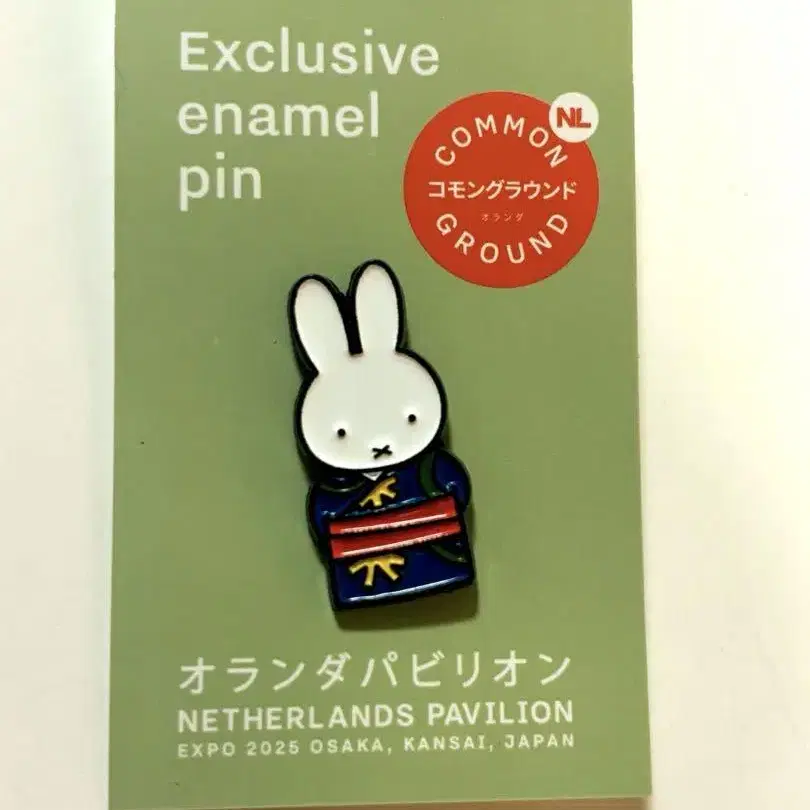 Exclusive
enamel
pin
NL
COMMON
コモングラウンド
オランダ
GROUND
オランダパビリオン
NETHERLANDS PAVILION
EXPO 2025 OSAKA, KANSAI, JAPAN